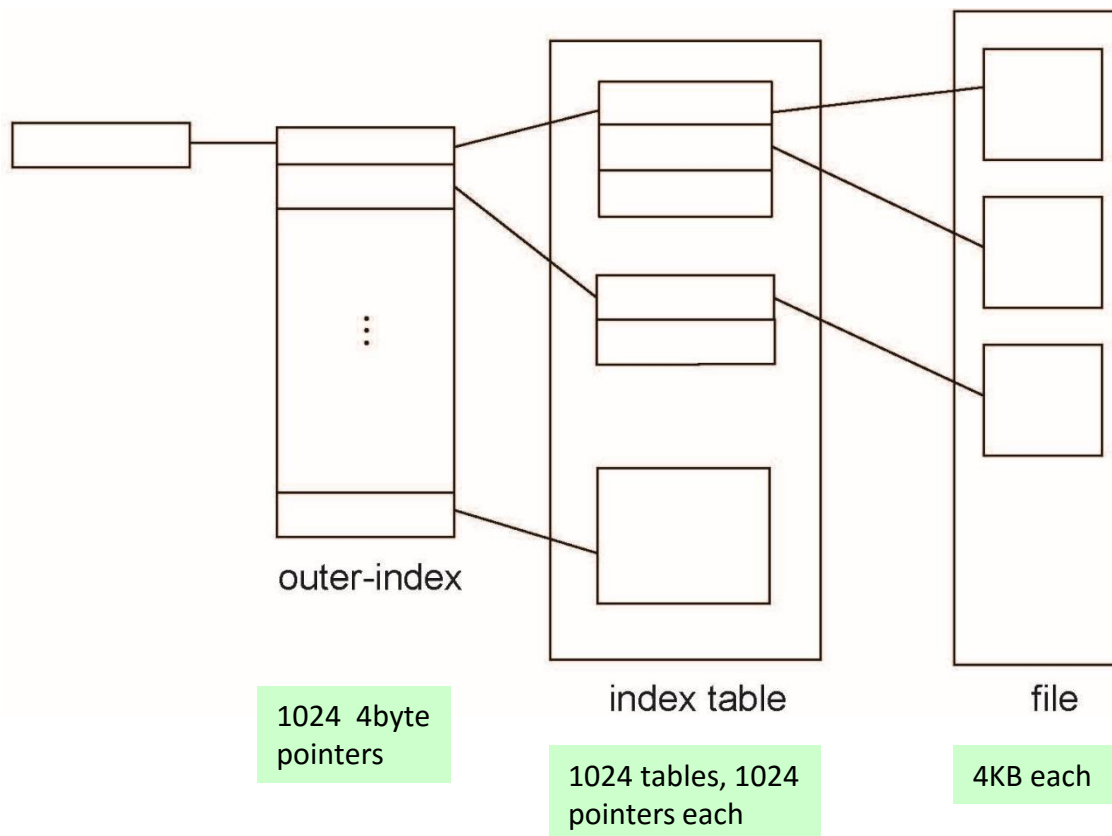 ⋮
outer-index
index table
file
1024 4byte
pointers
1024 tables, 1024
pointers each
4KB each